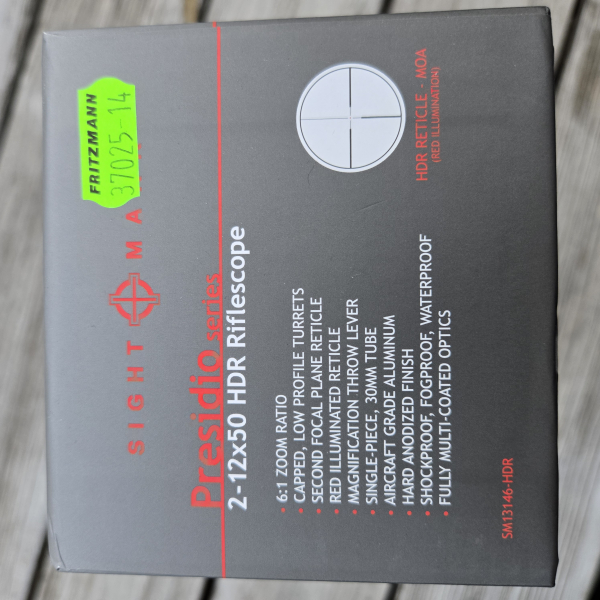 FRITZMANN
37025-14
SIGHT MA
Presidio series
2-12x50 HDR Riflescope
• 6:1 ZOOM RATIO
• CAPPED, LOW PROFILE TURRETS
• SECOND FOCAL PLANE RETICLE
• RED ILLUMINATED RETICLE
• MAGNIFICATION THROW LEVER
• SINGLE-PIECE, 30MM TUBE
• AIRCRAFT GRADE ALUMINUM
• HARD ANODIZED FINISH
• SHOCKPROOF, FOGPROOF, WATERPROOF
• FULLY MULTI-COATED OPTICS
HDR RETICLE - MOA
(RED ILLUMINATION)
SM13146-HDR